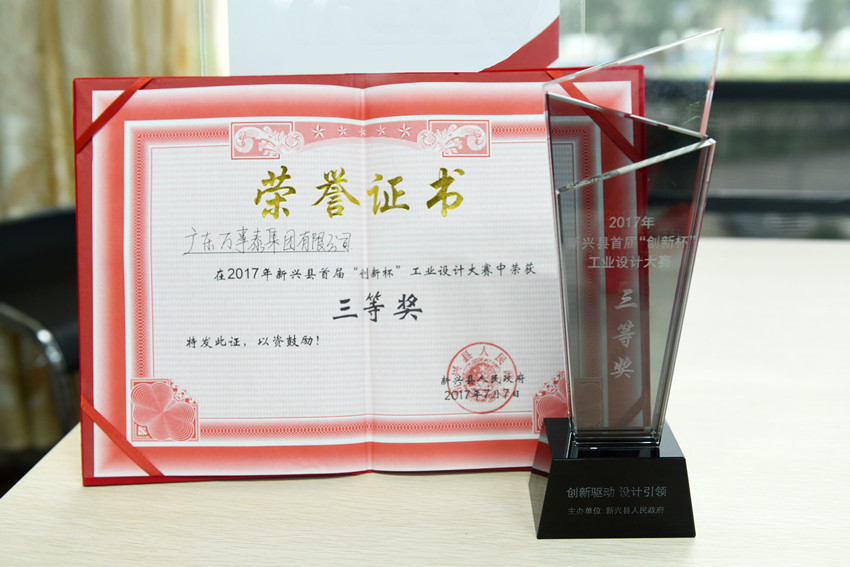 荣誉证书
广东万事泰集团有限公司
在2017年新兴县首届“创新杯”工业设计大赛中荣获
三等奖
特发此证，以资鼓励！
新兴县人民政府
2017年7月7日
2017年
新兴县首届“创新杯”
工业设计大赛
三等奖
创新驱动 设计引领
主办单位: 新兴县人民政府